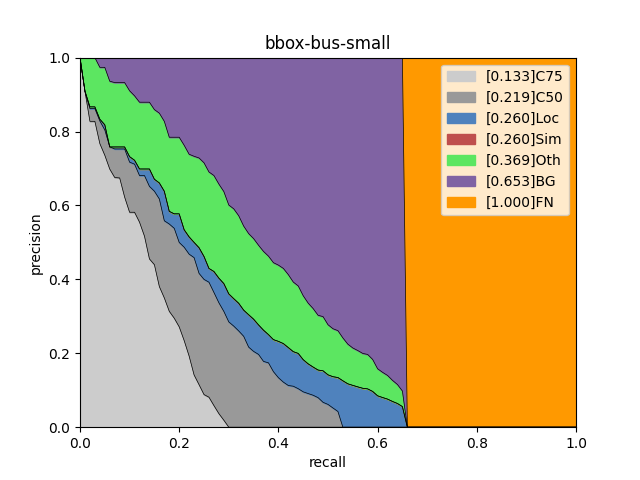 bbox-bus-small
1.0
0.8
0.6
0.4
0.2
0.0
precision
[0.133]C75
[0.219]C50
[0.260]Loc
[0.260]Sim
[0.369]Oth
[0.653]BG
[1.000]FN
0.0 0.2 0.4 0.6 0.8 1.0
recall